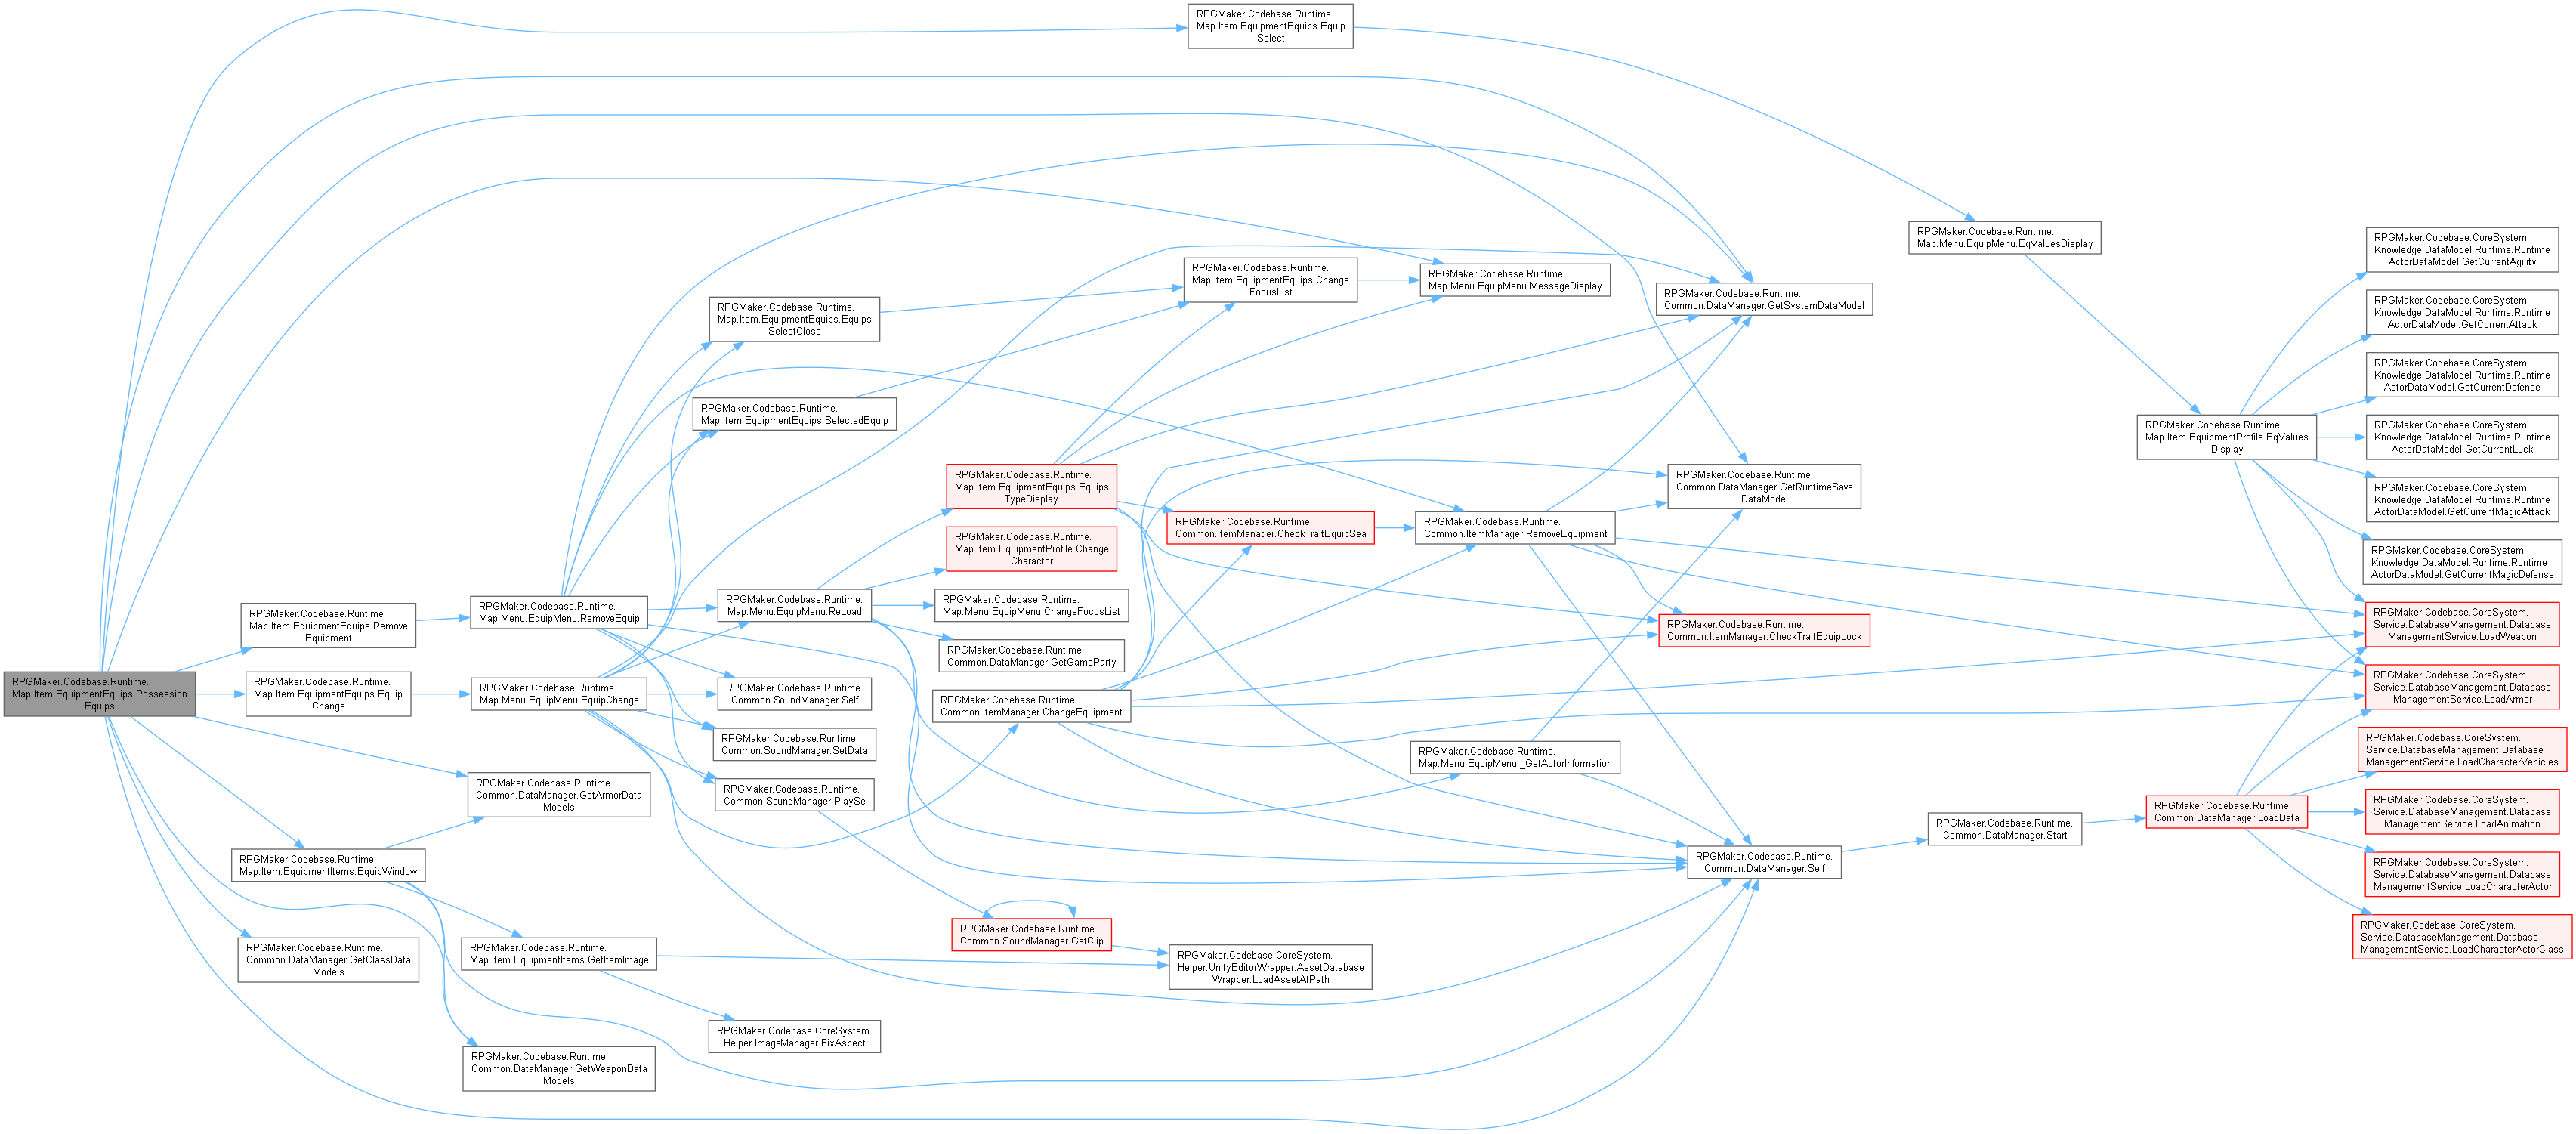 RPGMaker.Codebase.Runtime.
Map.Item.EquipmentEquips.Possession
Equips
RPGMaker.Codebase.Runtime.
Map.Item.EquipmentEquips.Equip
Select
RPGMaker.Codebase.Runtime.
Map.Menu.EquipMenu.EqValuesDisplay
RPGMaker.Codebase.Runtime.
Map.Item.EquipmentProfile.EqValues
Display
RPGMaker.Codebase.CoreSystem.
Knowledge.DataModel.Runtime.Runtime
ActorDataModel.GetCurrentAgility
RPGMaker.Codebase.CoreSystem.
Knowledge.DataModel.Runtime.Runtime
ActorDataModel.GetCurrentAttack
RPGMaker.Codebase.CoreSystem.
Knowledge.DataModel.Runtime.Runtime
ActorDataModel.GetCurrentDefense
RPGMaker.Codebase.CoreSystem.
Knowledge.DataModel.Runtime.Runtime
ActorDataModel.GetCurrentLuck
RPGMaker.Codebase.CoreSystem.
Knowledge.DataModel.Runtime.Runtime
ActorDataModel.GetCurrentMagicAttack
RPGMaker.Codebase.CoreSystem.
Knowledge.DataModel.Runtime.Runtime
ActorDataModel.GetCurrentMagicDefense
RPGMaker.Codebase.CoreSystem.
Service.DatabaseManagement.Database
ManagementService.LoadWeapon
RPGMaker.Codebase.CoreSystem.
Service.DatabaseManagement.Database
ManagementService.LoadArmor
RPGMaker.Codebase.CoreSystem.
Service.DatabaseManagement.Database
ManagementService.LoadCharacterVehicles
RPGMaker.Codebase.CoreSystem.
Service.DatabaseManagement.Database
ManagementService.LoadAnimation
RPGMaker.Codebase.CoreSystem.
Service.DatabaseManagement.Database
ManagementService.LoadCharacterActor
RPGMaker.Codebase.CoreSystem.
Service.DatabaseManagement.Database
ManagementService.LoadCharacterActorClass
RPGMaker.Codebase.Runtime.
Map.Item.EquipmentEquips.Remove
Equipment
RPGMaker.Codebase.Runtime.
Map.Item.EquipmentEquips.Equip
Change
RPGMaker.Codebase.Runtime.
Map.Item.EquipmentItems.EquipWindow
RPGMaker.Codebase.Runtime.
Common.DataManager.GetClassData
Models
RPGMaker.Codebase.Runtime.
Map.Menu.EquipMenu.RemoveEquip
RPGMaker.Codebase.Runtime.
Map.Menu.EquipMenu.EquipChange
RPGMaker.Codebase.Runtime.
Common.DataManager.GetArmorData
Models
RPGMaker.Codebase.Runtime.
Map.Item.EquipmentItems.GetItemImage
RPGMaker.Codebase.Runtime.
Common.DataManager.GetWeaponData
Models
RPGMaker.Codebase.Runtime.
Map.Item.EquipmentEquips.Equips
SelectClose
RPGMaker.Codebase.Runtime.
Map.Item.EquipmentEquips.SelectedEquip
RPGMaker.Codebase.Runtime.
Map.Menu.EquipMenu.ReLoad
RPGMaker.Codebase.Runtime.
Common.SoundManager.Self
RPGMaker.Codebase.Runtime.
Common.SoundManager.SetData
RPGMaker.Codebase.Runtime.
Common.SoundManager.PlaySe
RPGMaker.Codebase.CoreSystem.
Helper.ImageManager.FixAspect
RPGMaker.Codebase.Runtime.
Map.Item.EquipmentEquips.Equips
TypeDisplay
RPGMaker.Codebase.Runtime.
Map.Item.EquipmentProfile.Change
Charactor
RPGMaker.Codebase.Runtime.
Map.Menu.EquipMenu.ChangeFocusList
RPGMaker.Codebase.Runtime.
Common.DataManager.GetGameParty
RPGMaker.Codebase.Runtime.
Common.ItemManager.ChangeEquipment
RPGMaker.Codebase.Runtime.
Common.SoundManager.GetClip
RPGMaker.Codebase.Runtime.
Map.Item.EquipmentEquips.Change
FocusList
RPGMaker.Codebase.Runtime.
Common.ItemManager.CheckTraitEquipSea
RPGMaker.Codebase.CoreSystem.
Helper.UnityEditorWrapper.AssetDatabase
Wrapper.LoadAssetAtPath
RPGMaker.Codebase.Runtime.
Map.Menu.EquipMenu.MessageDisplay
RPGMaker.Codebase.Runtime.
Common.ItemManager.RemoveEquipment
RPGMaker.Codebase.Runtime.
Map.Menu.EquipMenu._GetActorInformation
RPGMaker.Codebase.Runtime.
Common.DataManager.GetSystemDataModel
RPGMaker.Codebase.Runtime.
Common.DataManager.GetRuntimeSave
DataModel
RPGMaker.Codebase.Runtime.
Common.ItemManager.CheckTraitEquipLock
RPGMaker.Codebase.Runtime.
Common.DataManager.Self
RPGMaker.Codebase.Runtime.
Common.DataManager.Start
RPGMaker.Codebase.Runtime.
Common.DataManager.LoadData